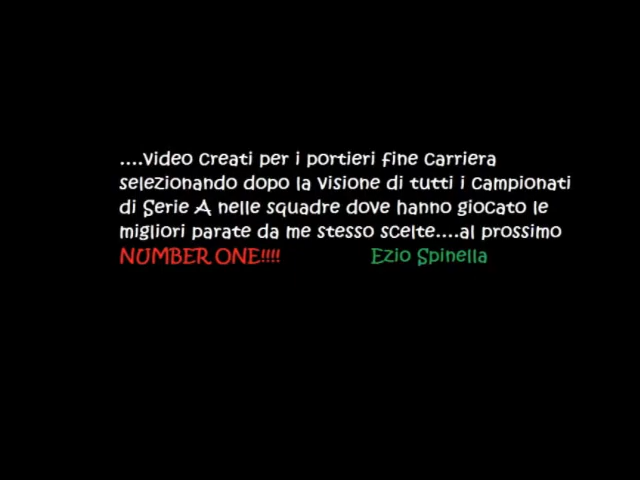 ....video creati per i portieri fine carriera
selezionando dopo la visione di tutti i campionati
di Serie A nelle squadre dove hanno giocato le
migliori parate da me stesso scelte....al prossimo
NUMBER ONE!!!! Ezio Spinella